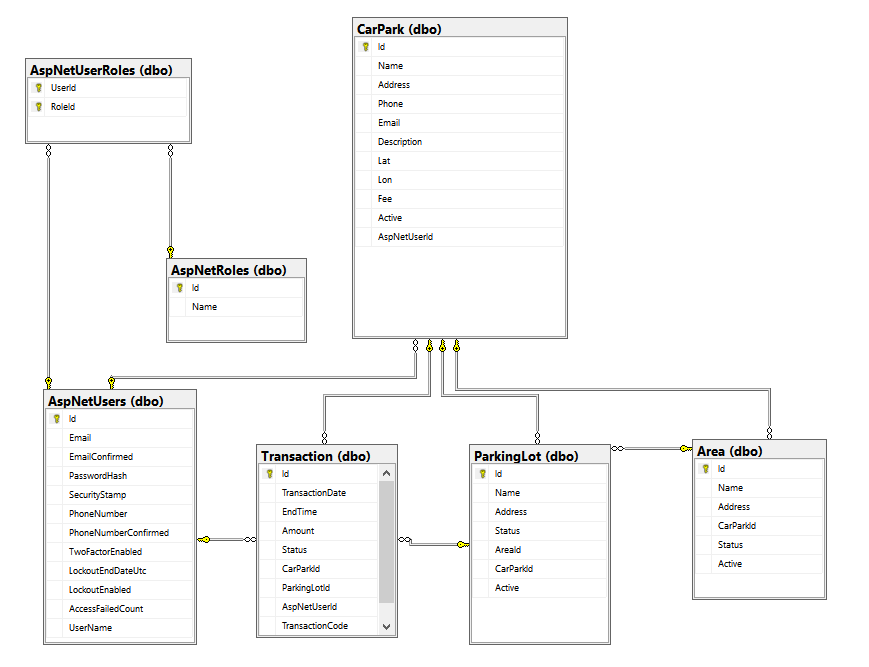 CarPark (dbo)
Id
Name
Address
Phone
Email
Description
Lat
Lon
Fee
Active
AspNetUserId
AspNetUserRoles (dbo)
UserId
RoleId
AspNetRoles (dbo)
Id
Name
AspNetUsers (dbo)
Id
Email
EmailConfirmed
PasswordHash
SecurityStamp
PhoneNumber
PhoneNumberConfirmed
TwoFactorEnabled
LockoutEndDateUtc
LockoutEnabled
AccessFailedCount
UserName
Transaction (dbo)
Id
TransactionDate
EndTime
Amount
Status
CarParkId
ParkingLotId
AspNetUserId
TransactionCode
ParkingLot (dbo)
Id
Name
Address
Status
AreaId
CarParkId
Active
Area (dbo)
Id
Name
Address
CarParkId
Status
Active